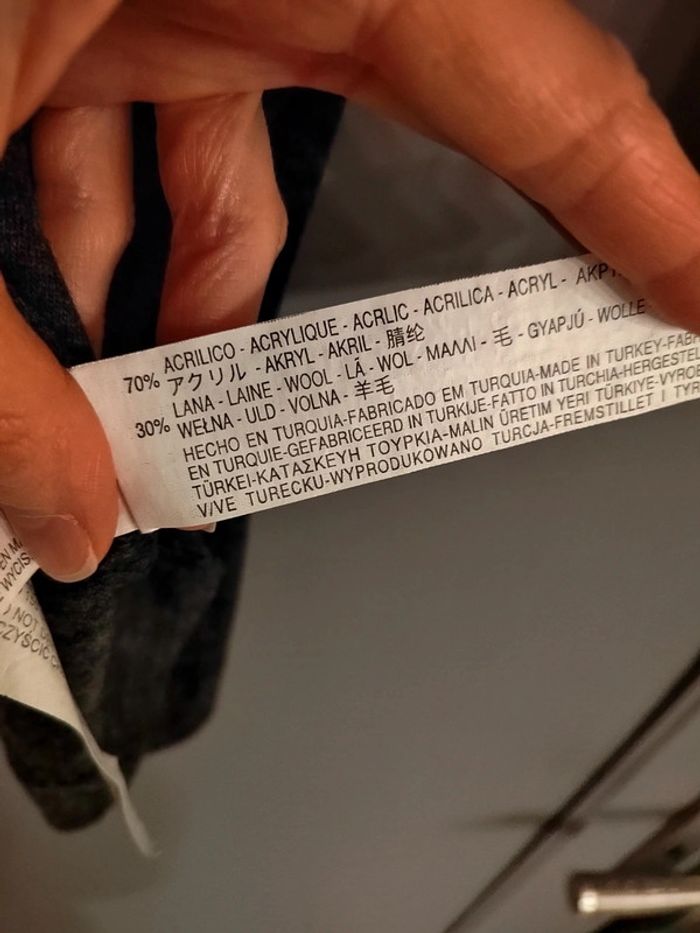 70% ACRILICO - ACRYLIQUE - ACRLIC - ACRILICA - ACRYL -
アクリル - AKRYL - AKRIL - 腈纶
30% LANA - LAINE - WOOL - LÃ - WOL - ΜΑΛΛΙ - 毛 - GYAPJÚ - WOLLE
WEŁNA - ULD - VOLNA - 羊毛
HECHO EN TURQUIA-FABRICADO EM TURQUIA-MADE IN TURKEY-
EN TURQUIE-GEFABRICEERD IN TURKIJE-FATTO IN TURCHIA-
TÜRKEI-ΚΑΤΑΣΚΕΥΗ ΤΟΥΡΚΙΑ-MALIN ÜRETIM YERI TÜRKIYE-
V/VE TURECKU-WYPRODUKOWANO TURCJA-FREMSTILLET I
NOT